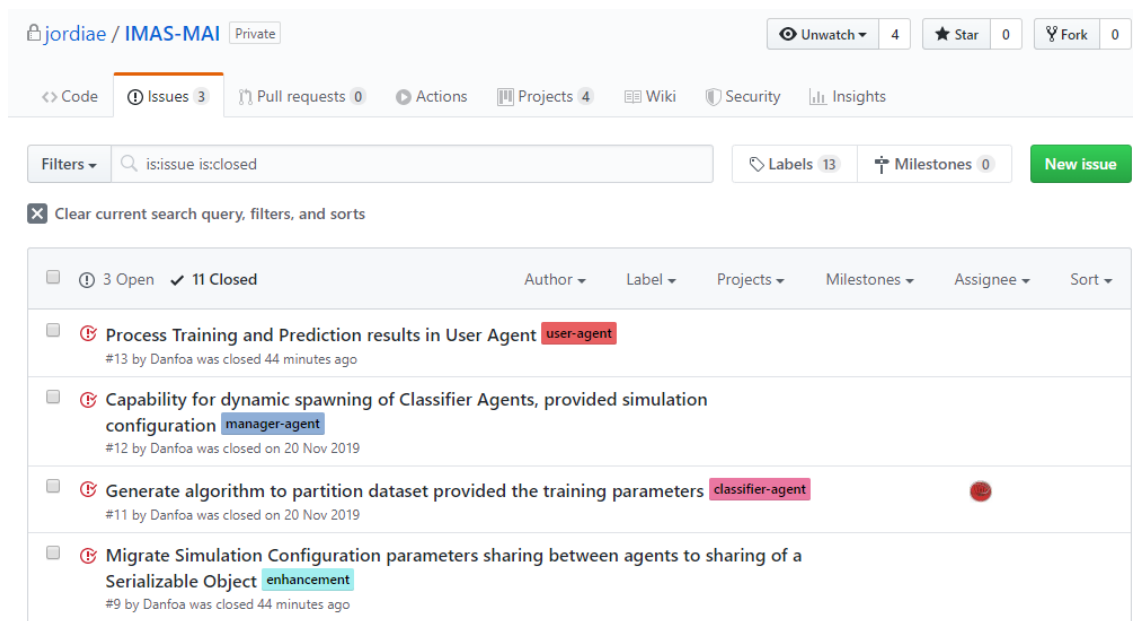 jordiae / IMAS-MAI Private
Unwatch 4 Star 0 Fork 0
Code Issues 3 Pull requests 0 Actions Projects 4 Wiki Security Insights
Filters is:issue is:closed Labels 13 Milestones 0 New issue
Clear current search query, filters, and sorts
3 Open 11 Closed Author Label Projects Milestones Assignee Sort
Process Training and Prediction results in User Agent user-agent
#13 by Danfoa was closed 44 minutes ago
Capability for dynamic spawning of Classifier Agents, provided simulation
configuration manager-agent
#12 by Danfoa was closed on 20 Nov 2019
Generate algorithm to partition dataset provided the training parameters classifier-agent
#11 by Danfoa was closed on 20 Nov 2019
Migrate Simulation Configuration parameters sharing between agents to sharing of a
Serializable Object enhancement
#9 by Danfoa was closed 44 minutes ago